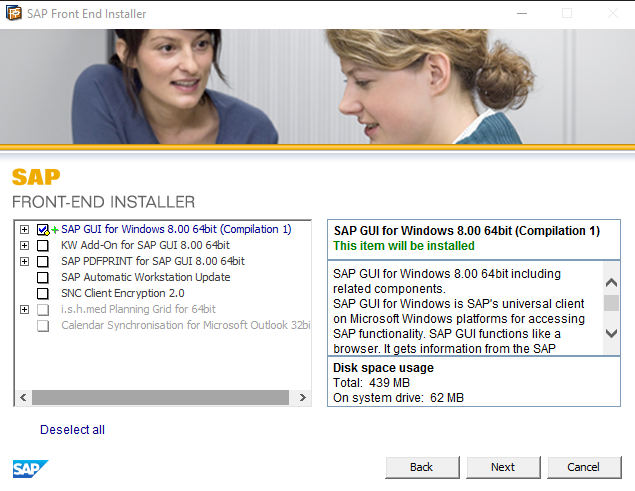 SAP Front End Installer
SAP
FRONT-END INSTALLER
SAP GUI for Windows 8.00 64bit (Compilation 1)
KW Add-On for SAP GUI 8.00 64bit
SAP PDFPRINT for SAP GUI 8.00 64bit
SAP Automatic Workstation Update
SNC Client Encryption 2.0
i.s.h.med Planning Grid for 64bit
Calendar Synchronisation for Microsoft Outlook 32bi
SAP GUI for Windows 8.00 64bit (Compilation 1)
This item will be installed
SAP GUI for Windows 8.00 64bit including
related components.
SAP GUI for Windows is SAP's universal client
on Microsoft Windows platforms for accessing
SAP functionality. SAP GUI functions like a
browser. It gets information from the SAP
Disk space usage
Total: 439 MB
On system drive: 62 MB
Deselect all
SAP
Back
Next
Cancel